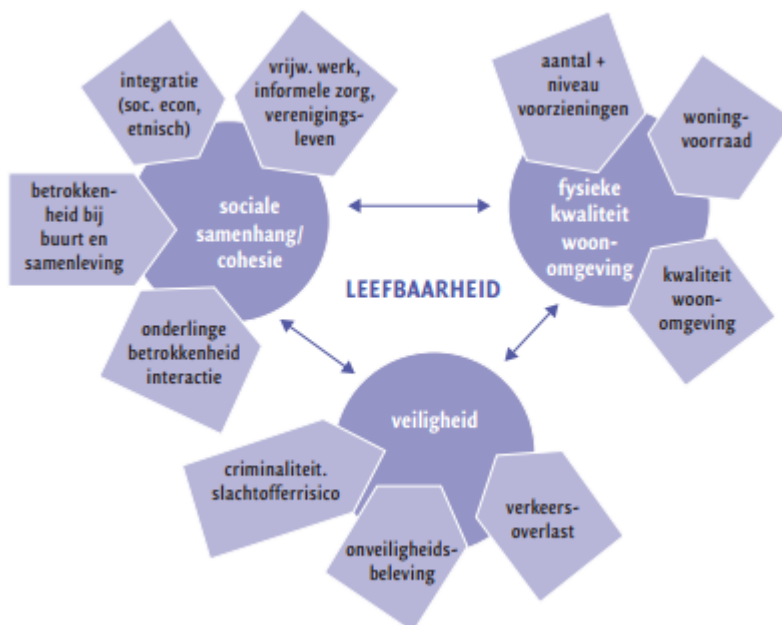 integratie
(soc. econ,
etnisch)
vrijw. werk,
informele zorg,
verenigings-
leven
betrokken-
heid bij
buurt en
samenleving
sociale
samenhang/
cohesie
onderlinge
betrokkenheid
interactie
aantal +
niveau
voorzieningen
woning-
voorraad
fysieke
kwaliteit
woon-
omgeving
kwaliteit
woon-
omgeving
LEEFBAARHEID
veiligheid
criminaliteit.
slachtofferrisico
onveiligheids-
beleving
verkeers-
overlast